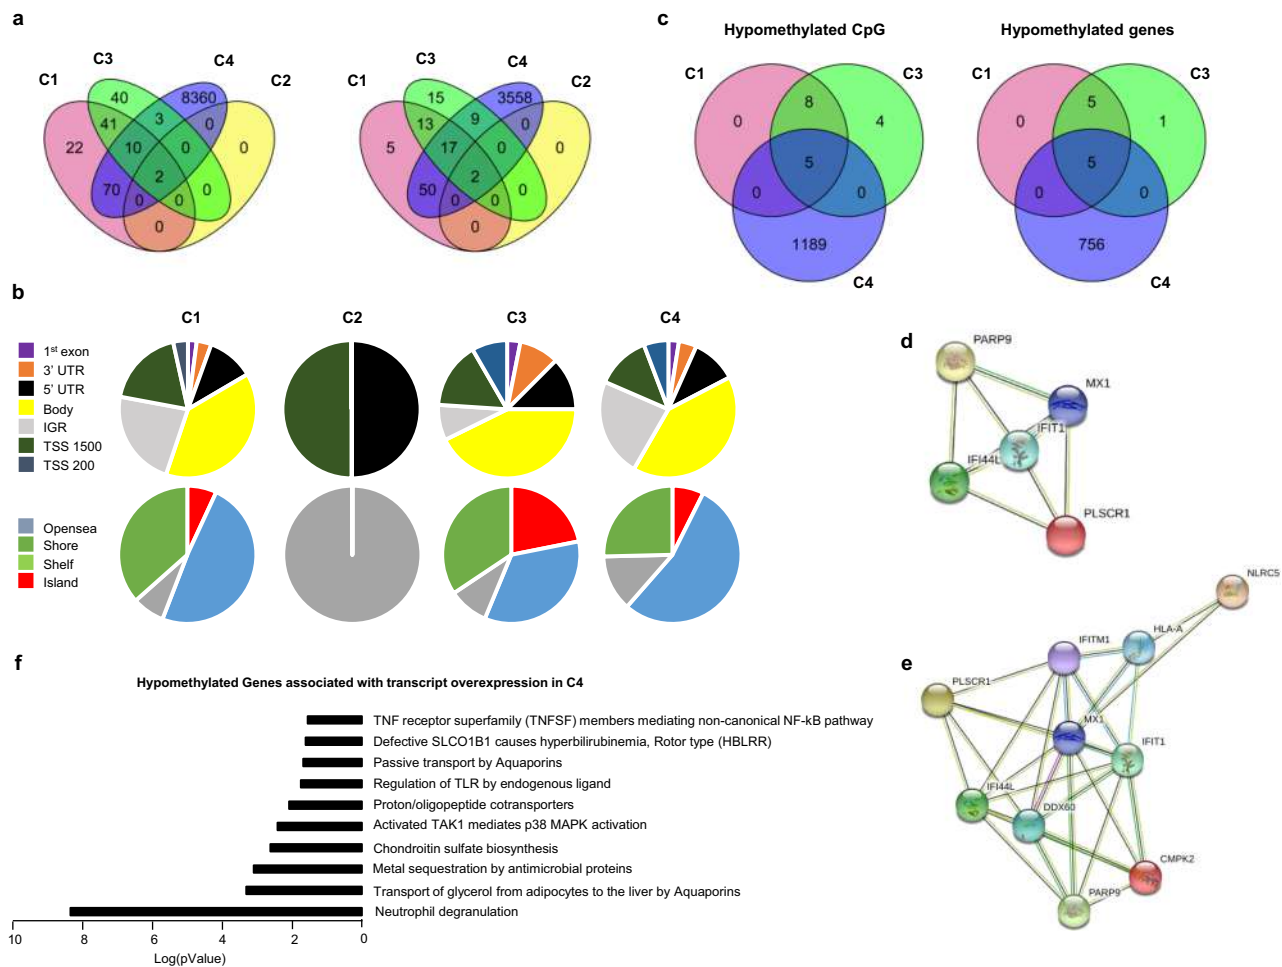 a
C1
C3
C4
C2
40
8360
41
3
0
22
10
0
0
2
70
0
0
0
0
C1
C3
C4
C2
15
3558
13
9
0
5
17
0
0
2
50
0
0
0
0
c
Hypomethylated CpG
C1
C3
8
0
4
5
0
0
1189
C4
Hypomethylated genes
C1
C3
5
0
1
5
0
0
756
C4
b
C1
C2
C3
C4
1st exon
3' UTR
5' UTR
Body
IGR
TSS 1500
TSS 200
Opensea
Shore
Shelf
Island
d
PARP9
MX1
IFIT1
IFI44L
PLSCR1
e
NLRC5
HLA-A
IFITM1
PLSCR1
MX1
IFIT1
IFI44L
DDX60
CMPK2
PARP9
f
Hypomethylated Genes associated with transcript overexpression in C4
TNF receptor superfamily (TNFSF) members mediating non-canonical NF-kB pathway
Defective SLCO1B1 causes hyperbilirubinemia, Rotor type (HBLRR)
Passive transport by Aquaporins
Regulation of TLR by endogenous ligand
Proton/oligopeptide cotransporters
Activated TAK1 mediates p38 MAPK activation
Chondroitin sulfate biosynthesis
Metal sequestration by antimicrobial proteins
Transport of glycerol from adipocytes to the liver by Aquaporins
Neutrophil degranulation
10 8 6 4 2 0
Log(pValue)